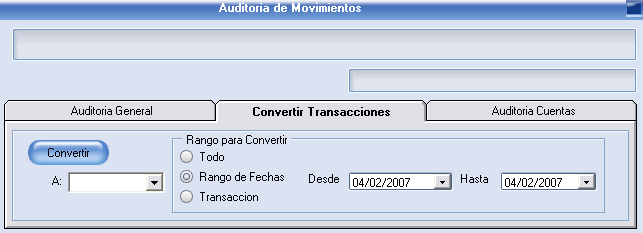 Auditoria de Movimientos
Auditoria General Convertir Transacciones Auditoria Cuentas
Rango para Convertir
Convertir
Todo
A: Rango de Fechas Desde 04/02/2007 Hasta 04/02/2007
Transaccion